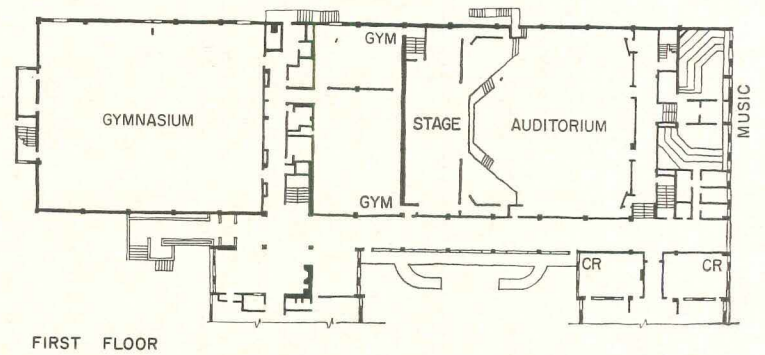 GYM
GYMNASIUM
STAGE
AUDITORIUM
MUSIC
GYM
CR
CR
FIRST FLOOR